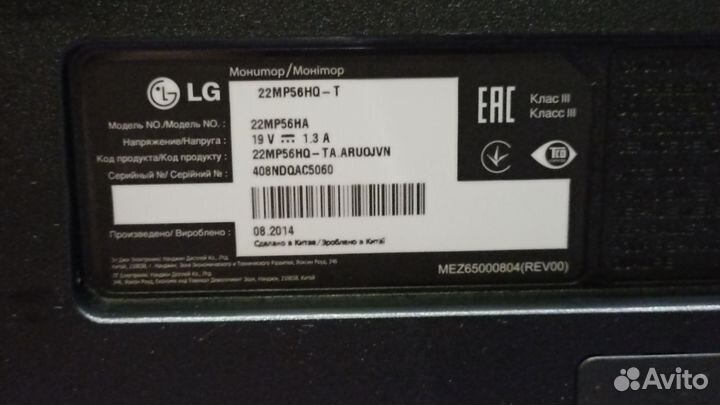 Монитор/Монітор
LG
22MP56HQ-T
Модель NO./Модель NO. : 22MP56HA
Напряжение/Напруга : 19 V ⎓ 1.3 A
Код продукта/Код продукту : 22MP56HQ-TA.ARUOJVN
Серийный №/ Серійний № : 408NDQAC5060
Произведено/ Вироблено : 08.2014
Сделано в Китае/Зроблено в Китаї
EAC
Клас III
Класс III
TCO
MEZ65000804(REV00)
Avito